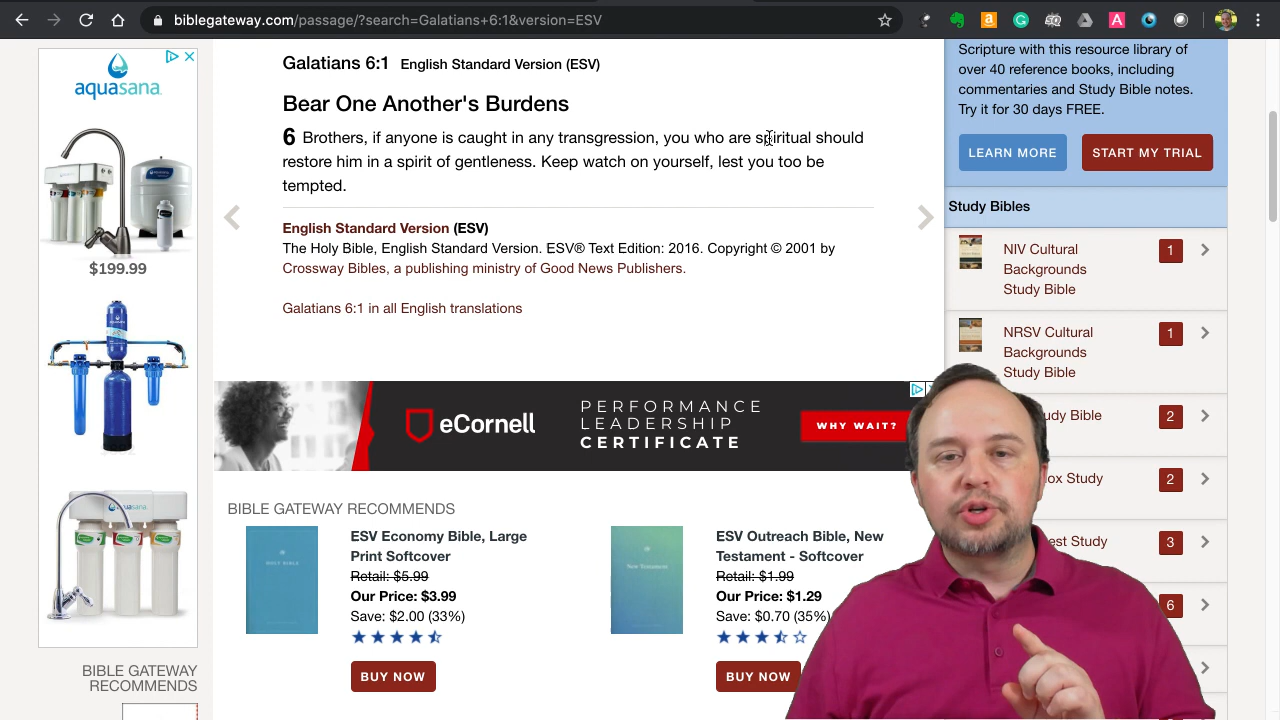 biblegateway.com/passage/?search=Galatians+6:1&version=ESV
aquasana
$199.99
BIBLE GATEWAY
RECOMMENDS
Galatians 6:1 English Standard Version (ESV)
Bear One Another's Burdens
6 Brothers, if anyone is caught in any transgression, you who are spiritual should
restore him in a spirit of gentleness. Keep watch on yourself, lest you too be
tempted.
English Standard Version (ESV)
The Holy Bible, English Standard Version. ESV® Text Edition: 2016. Copyright © 2001 by
Crossway Bibles, a publishing ministry of Good News Publishers.
Galatians 6:1 in all English translations
eCornell
PERFORMANCE
LEADERSHIP
CERTIFICATE
WHY WAIT?
BIBLE GATEWAY RECOMMENDS
HOLY BIBLE
ESV Economy Bible, Large
Print Softcover
Retail: $5.99
Our Price: $3.99
Save: $2.00 (33%)
BUY NOW
New Testament
ESV Outreach Bible, New
Testament - Softcover
Retail: $1.99
Our Price: $1.29
Save: $0.70 (35%)
BUY NOW
Scripture with this resource library of
over 40 reference books, including
commentaries and Study Bible notes.
Try it for 30 days FREE.
LEARN MORE
START MY TRIAL
Study Bibles
NIV Cultural
Backgrounds
Study Bible
1
NRSV Cultural
Backgrounds
Study Bible
1
udy Bible
2
ox Study
2
est Study
3
6